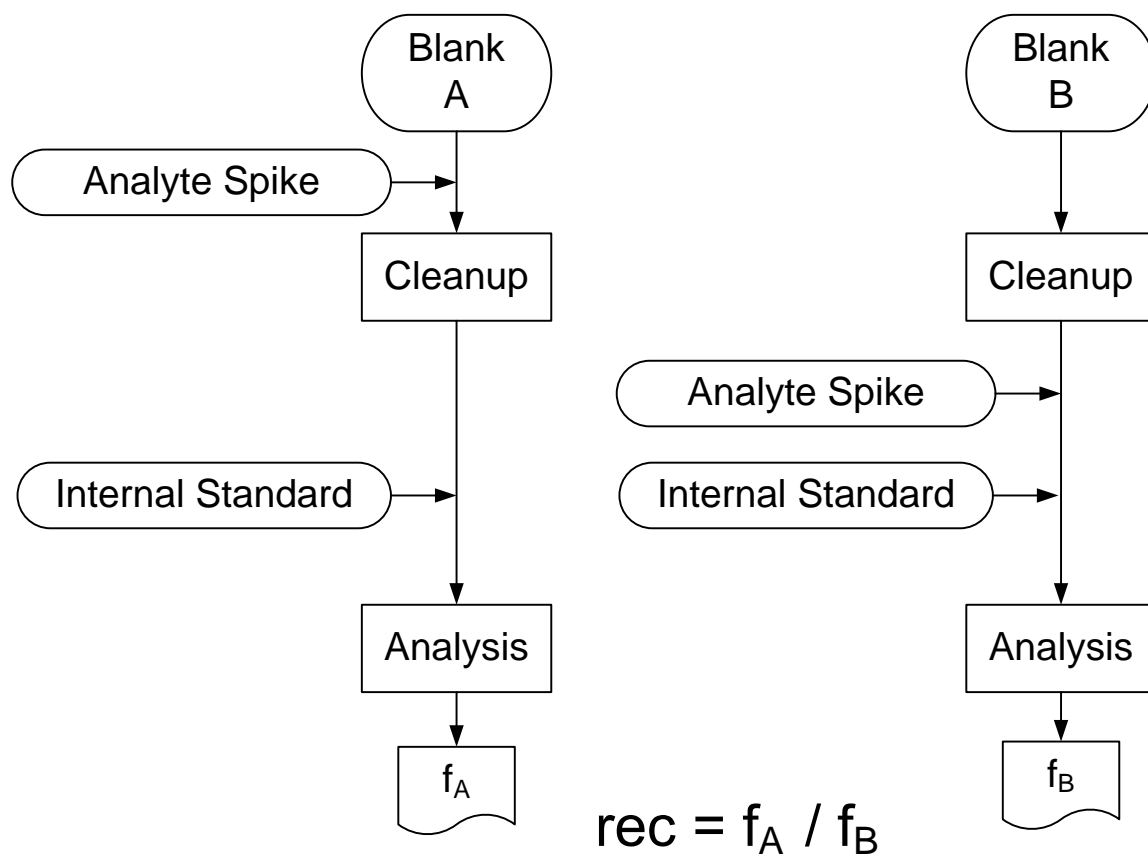 Blank
A
Analyte Spike
Cleanup
Internal Standard
Analysis
fA
Blank
B
Cleanup
Analyte Spike
Internal Standard
Analysis
fB
rec = fA / fB